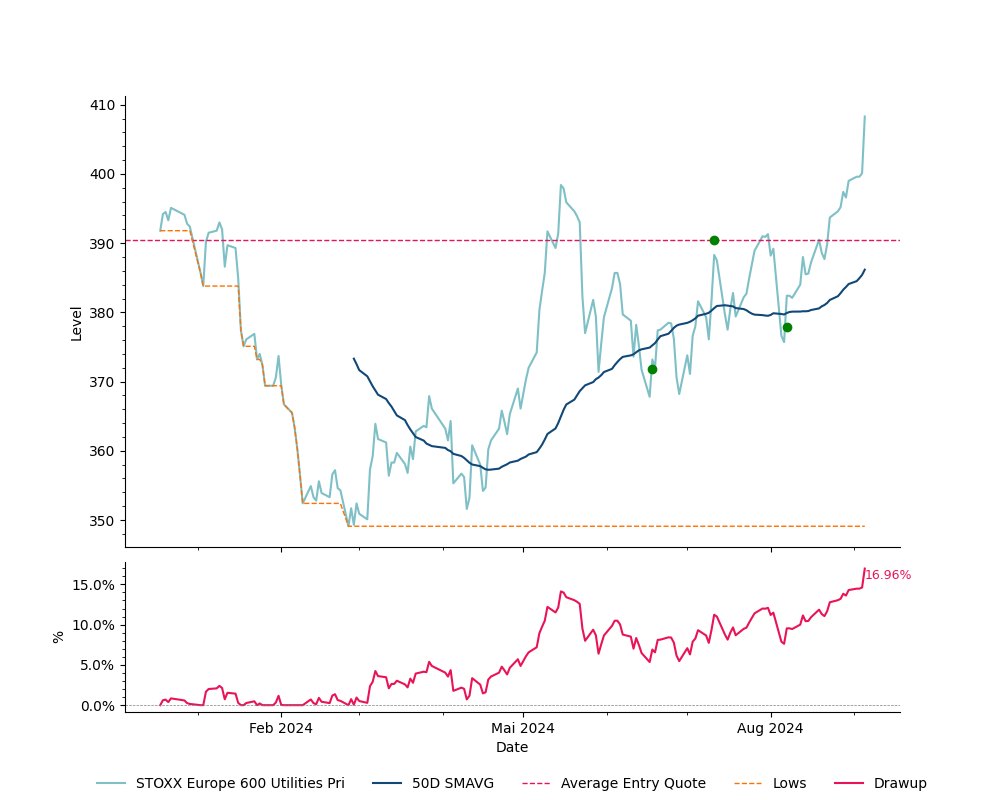 410
400
390
380
370
360
350
Level
15.0%
10.0%
5.0%
0.0%
%
16.96%
Feb 2024
Mai 2024
Aug 2024
Date
STOXX Europe 600 Utilities Pri
50D SMAVG
Average Entry Quote
Lows
Drawup